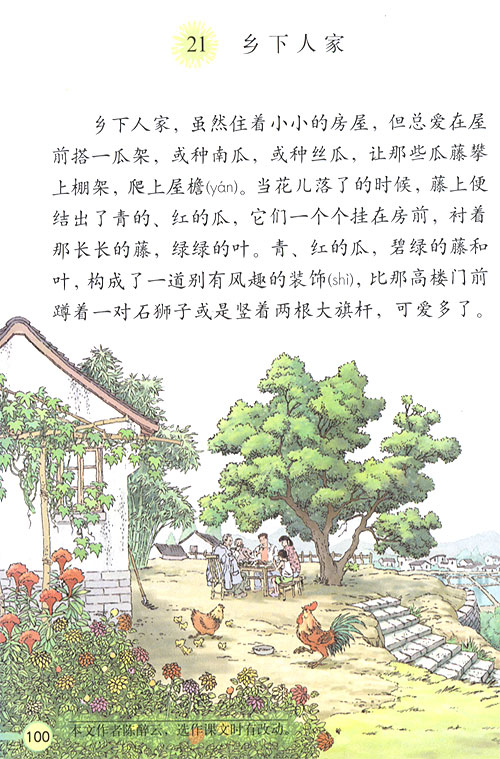 21 乡下人家
乡下人家，虽然住着小小的房屋，但总爱在屋
前搭一瓜架，或种南瓜，或种丝瓜，让那些瓜藤攀
上棚架，爬上屋檐(yán)。当花儿落了的时候，藤上便
结出了青的、红的瓜，它们一个个挂在房前，衬着
那长长的藤，绿绿的叶。青、红的瓜，碧绿的藤和
叶，构成了一道别有风趣的装饰(shì)，比那高楼门前
蹲着一对石狮子或是竖着两根大旗杆，可爱多了。
本文作者陈醉云，选作课文时有改动。
100